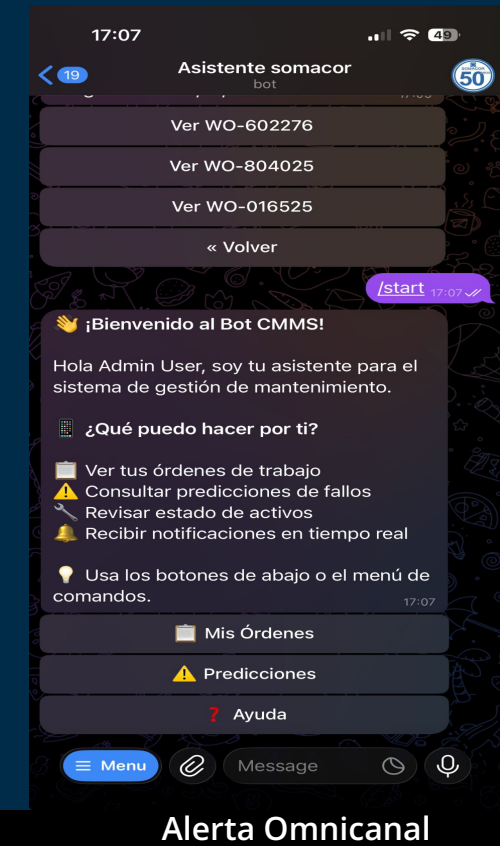 17:07
49
19
Asistente somacor
bot
SOMACOR
50
Ver WO-602276
Ver WO-804025
Ver WO-016525
« Volver
/start 17:07
👋 ¡Bienvenido al Bot CMMS!
Hola Admin User, soy tu asistente para el
sistema de gestión de mantenimiento.
📱 ¿Qué puedo hacer por ti?
📋 Ver tus órdenes de trabajo
⚠️ Consultar predicciones de fallos
🔧 Revisar estado de activos
🔔 Recibir notificaciones en tiempo real
💡 Usa los botones de abajo o el menú de
comandos.
17:07
📋 Mis Órdenes
⚠️ Predicciones
❓ Ayuda
Menu
Message
Alerta Omnicanal